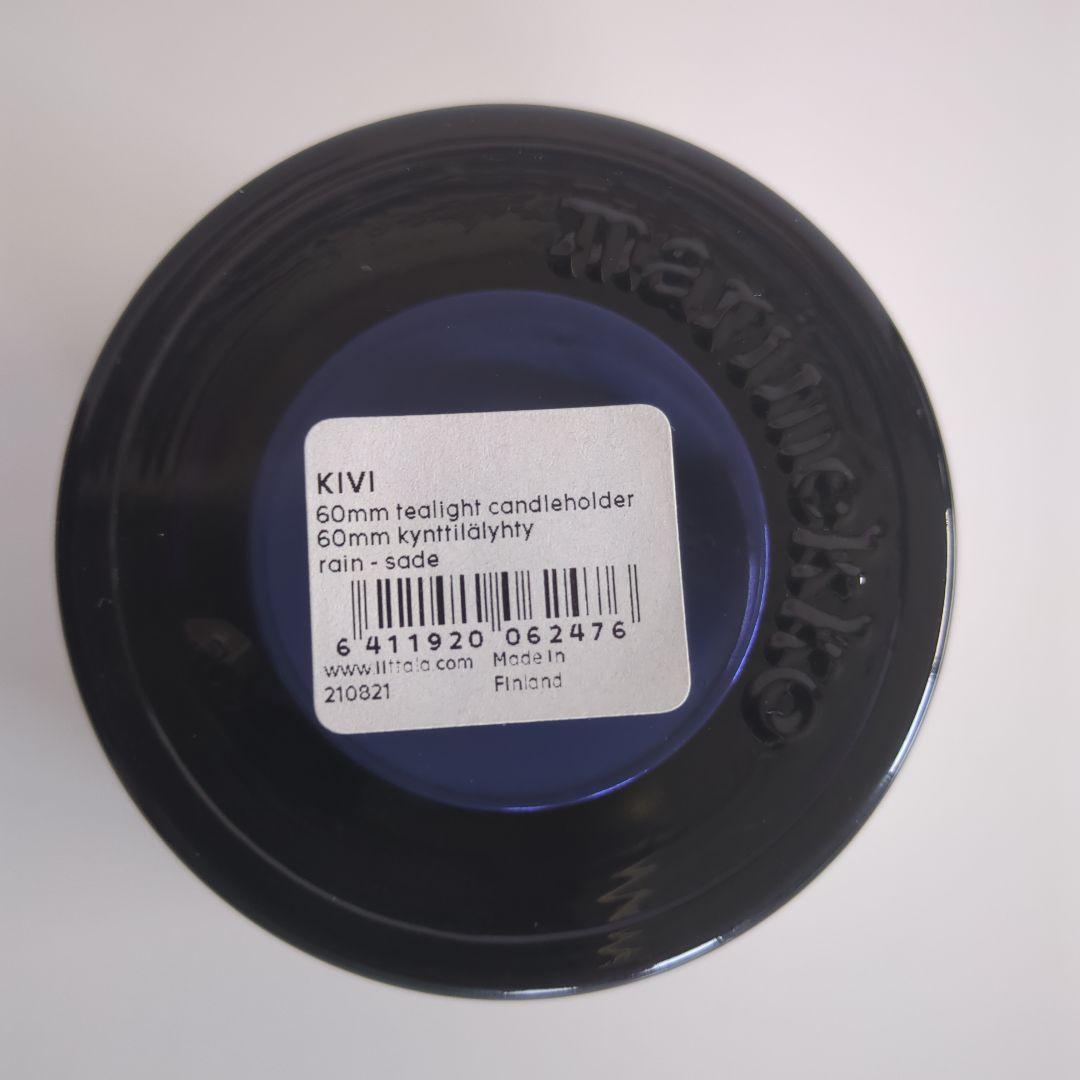 marimekko
KIVI
60mm tealight candleholder
60mm kynttilälyhty
rain - sade
6 411920 062476
www.iittala.com Made in
210821 Finland